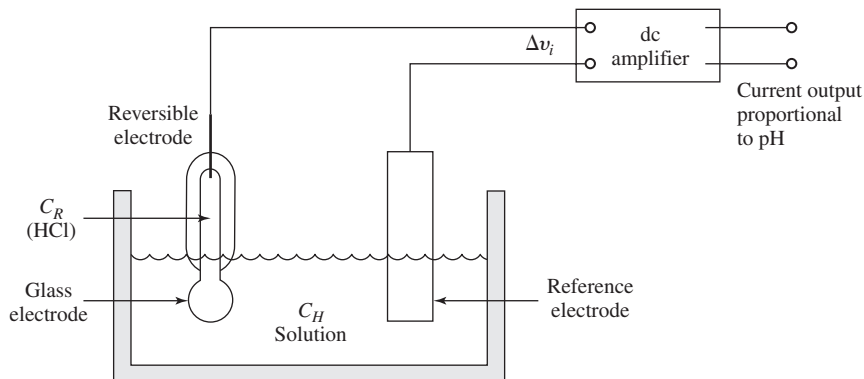 Δv_i
dc
amplifier
Current output
proportional
to pH
Reversible
electrode
C_R
(HCl)
Glass
electrode
C_H
Solution
Reference
electrode